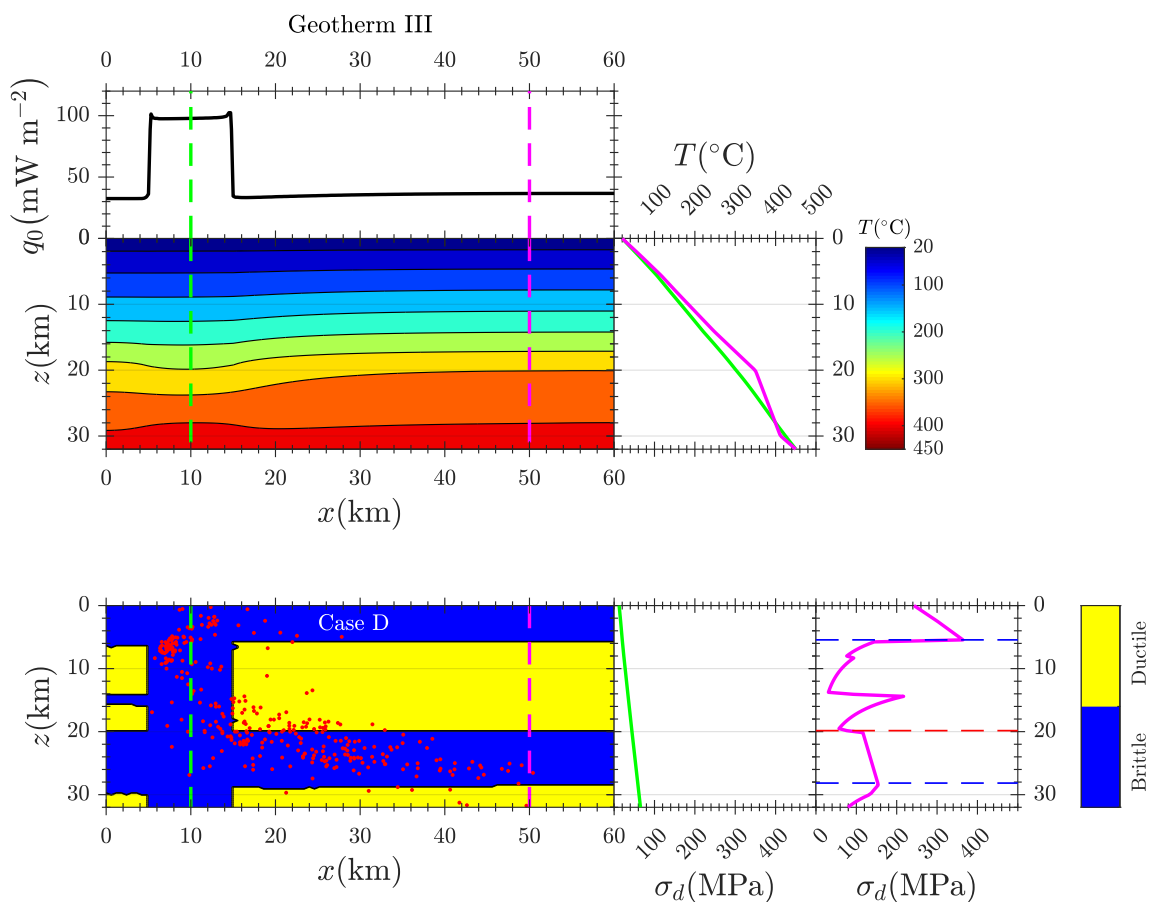 Geotherm III
0 10 20 30 40 50 60
q₀(mW m⁻²)
100
50
0
T(°C)
100 200 300 400 500
z(km)
0
10
20
30
0
10
20
30
T(°C)
20
100
200
300
400
450
0 10 20 30 40 50 60
x(km)
Case D
z(km)
0
10
20
30
0
10
20
30
Ductile
Brittle
0 10 20 30 40 50 60
x(km)
100 200 300 400
σd(MPa)
0 100 200 300 400
σd(MPa)